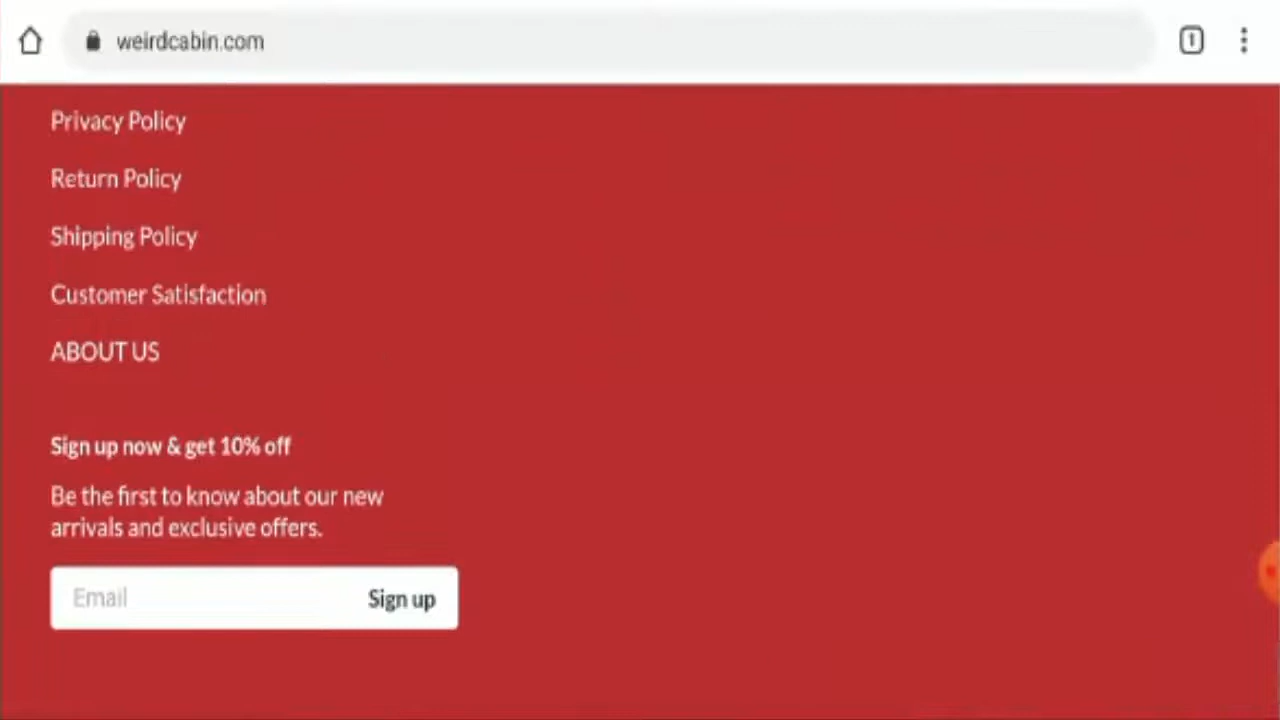 weirdcabin.com
1
Privacy Policy
Return Policy
Shipping Policy
Customer Satisfaction
ABOUT US
Sign up now & get 10% off
Be the first to know about our new
arrivals and exclusive offers.
Email Sign up